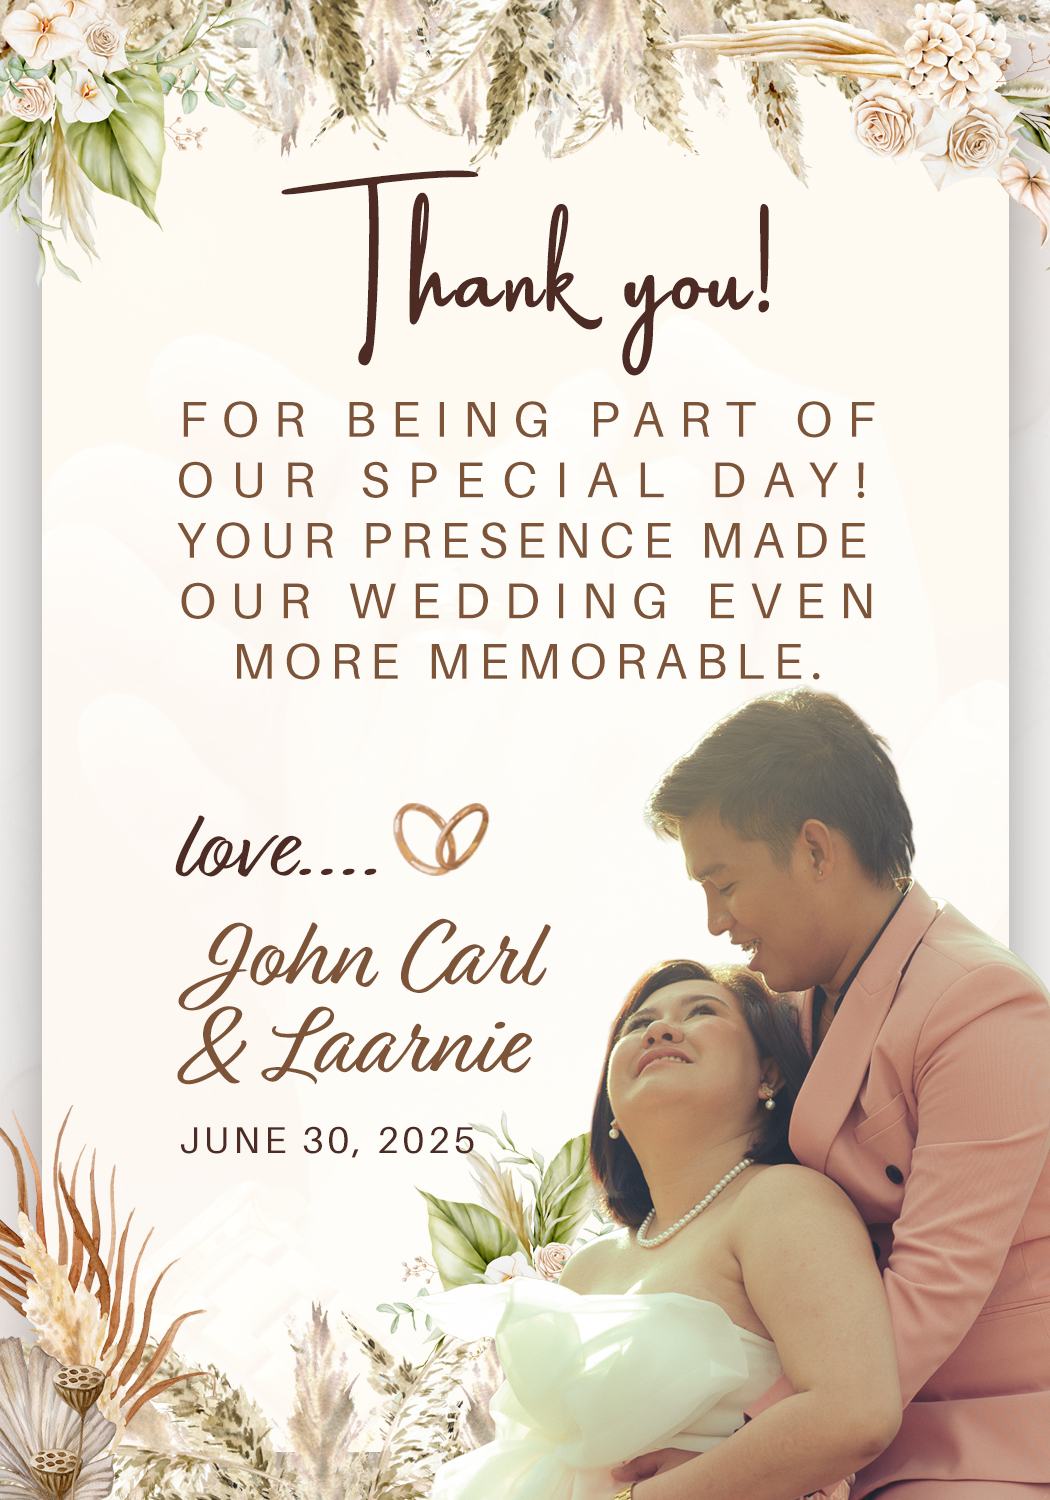 Thank you!
FOR BEING PART OF
OUR SPECIAL DAY!
YOUR PRESENCE MADE
OUR WEDDING EVEN
MORE MEMORABLE.
love....
John Carl
& Laarnie
JUNE 30, 2025